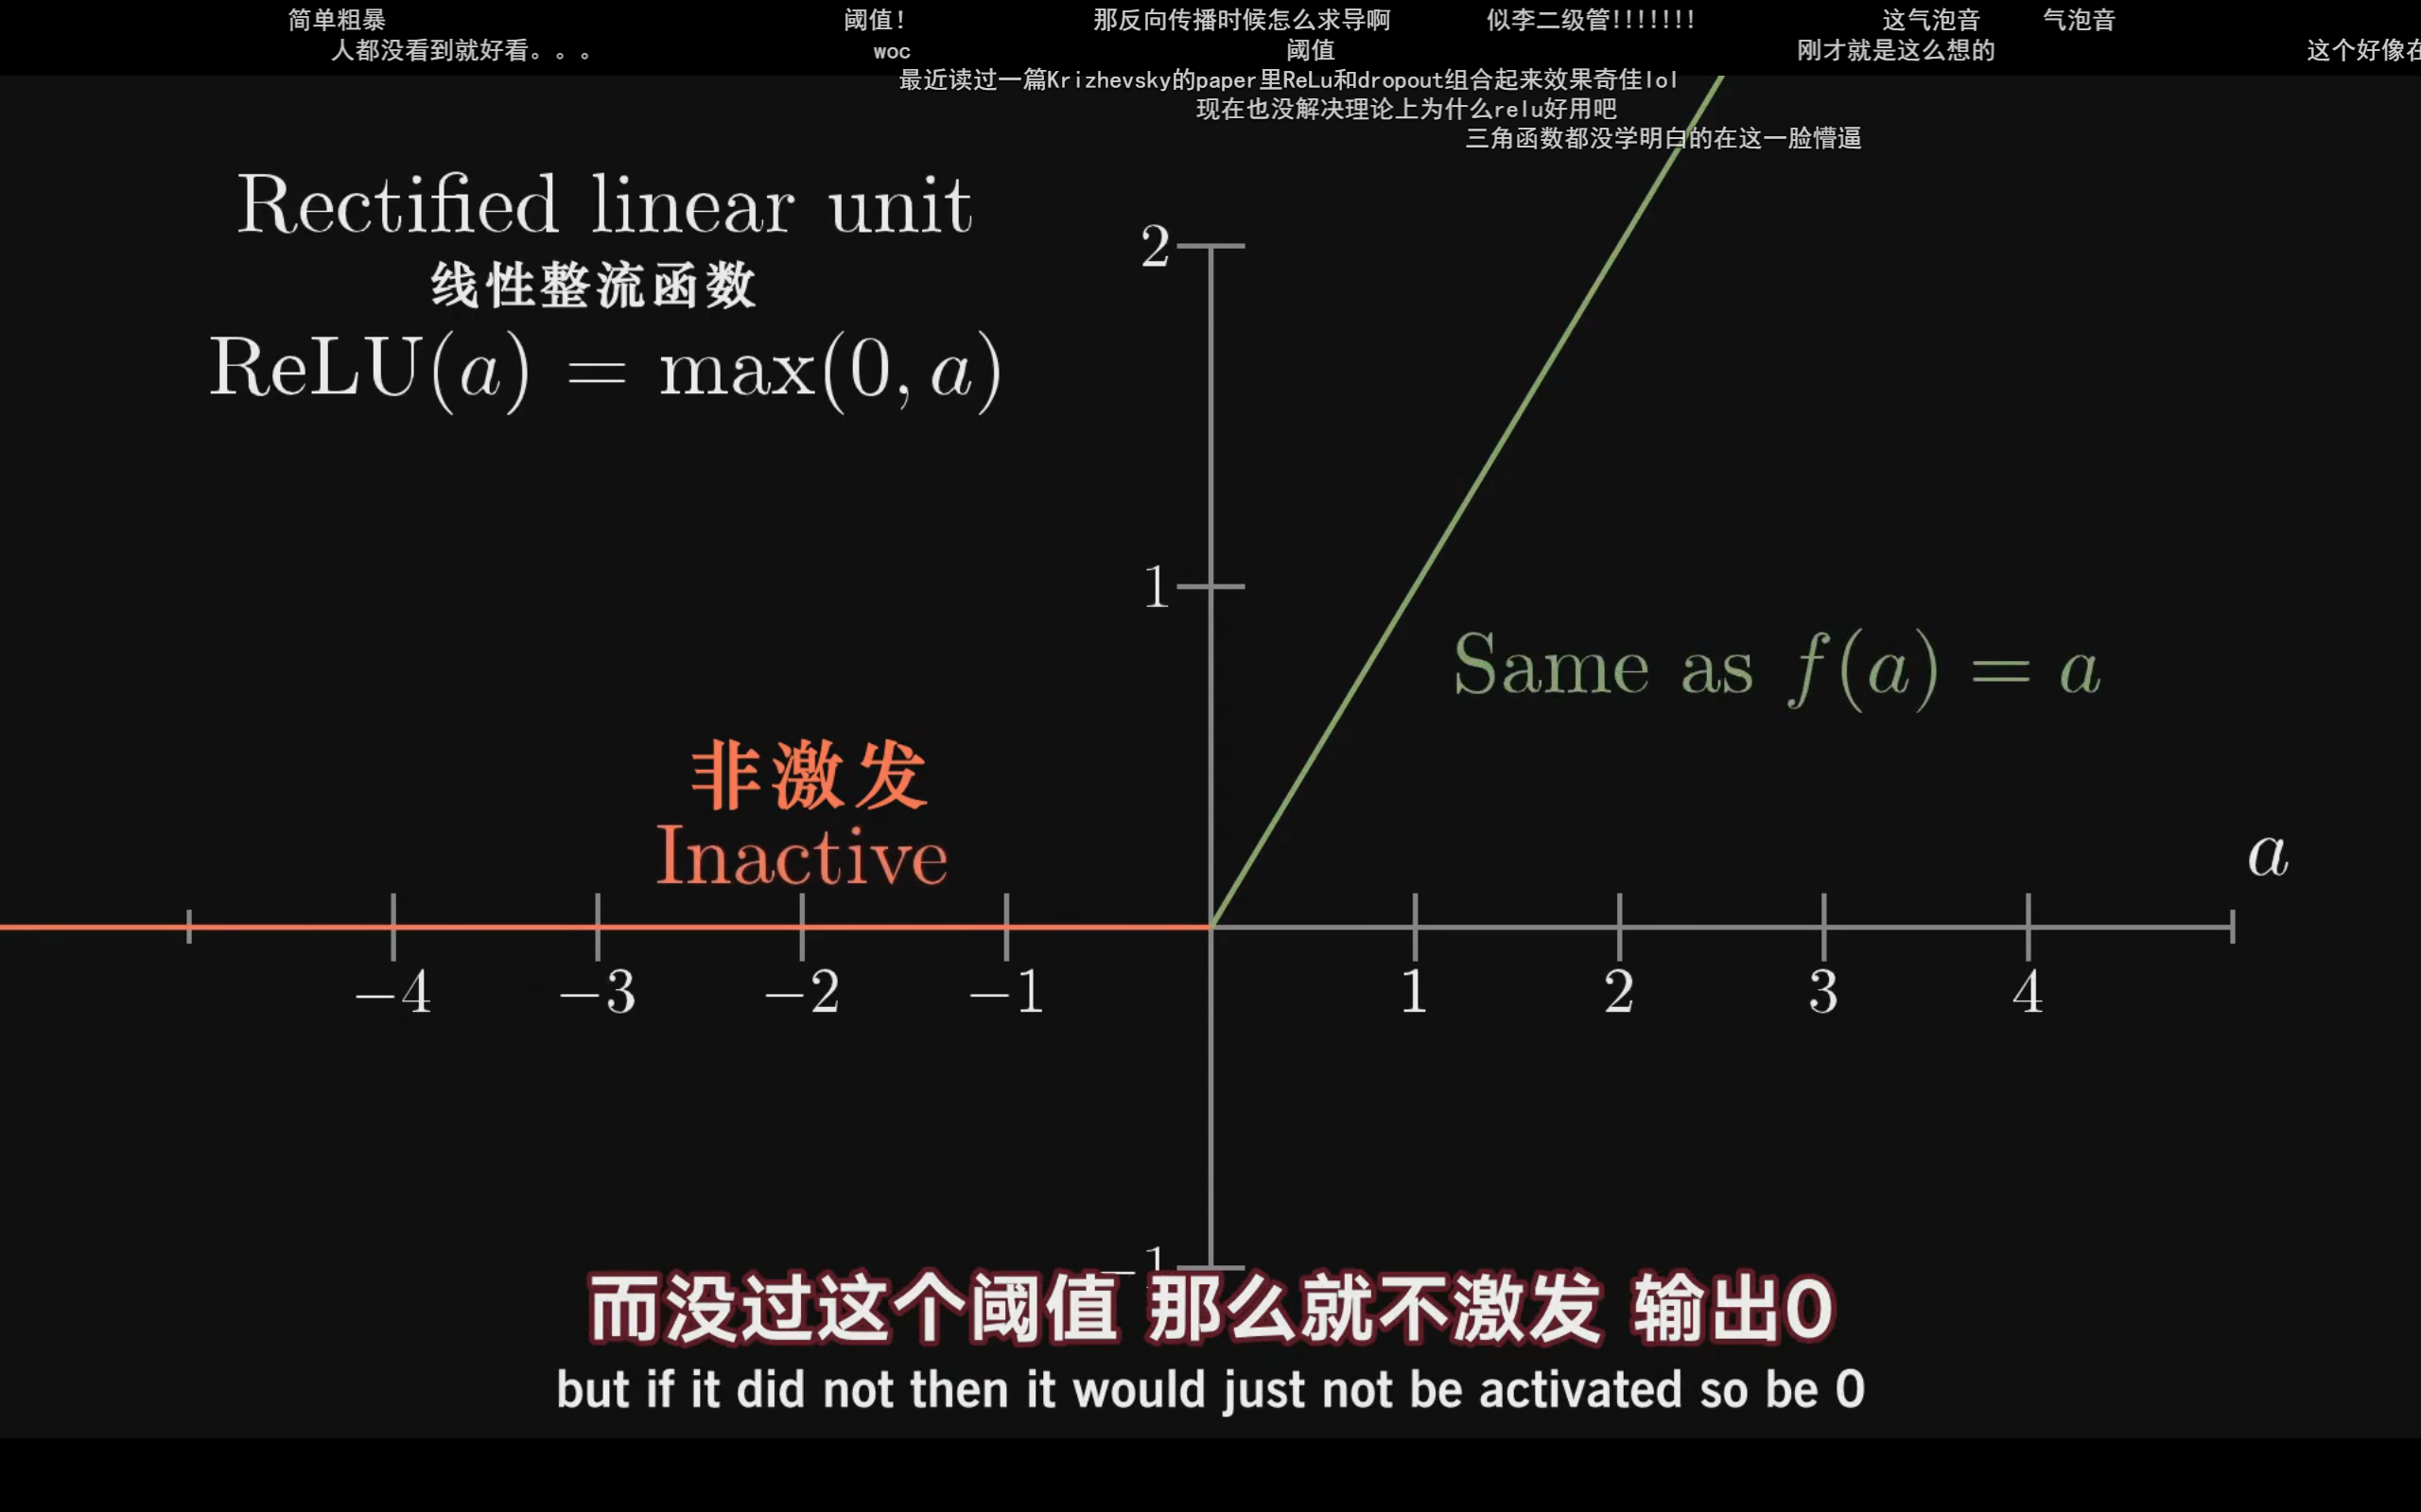 简单粗暴 阈值! 那反向传播时候怎么求导啊 似李二级管!!!!!!! 这气泡音 气泡音
人都没看到就好看。。。 woc 阈值 刚才就是这么想的 这个好像在
最近读过一篇Krizhevsky的paper里ReLu和dropout组合起来效果奇佳lol
现在也没解决理论上为什么relu好用吧
三角函数都没学明白的在这一脸懵逼
Rectified linear unit
线性整流函数
ReLU(a) = max(0, a)
2
1
Same as f(a) = a
非激发
Inactive
a
−4 −3 −2 −1 1 2 3 4
−1
而没过这个阈值 那么就不激发 输出0
but if it did not then it would just not be activated so be 0